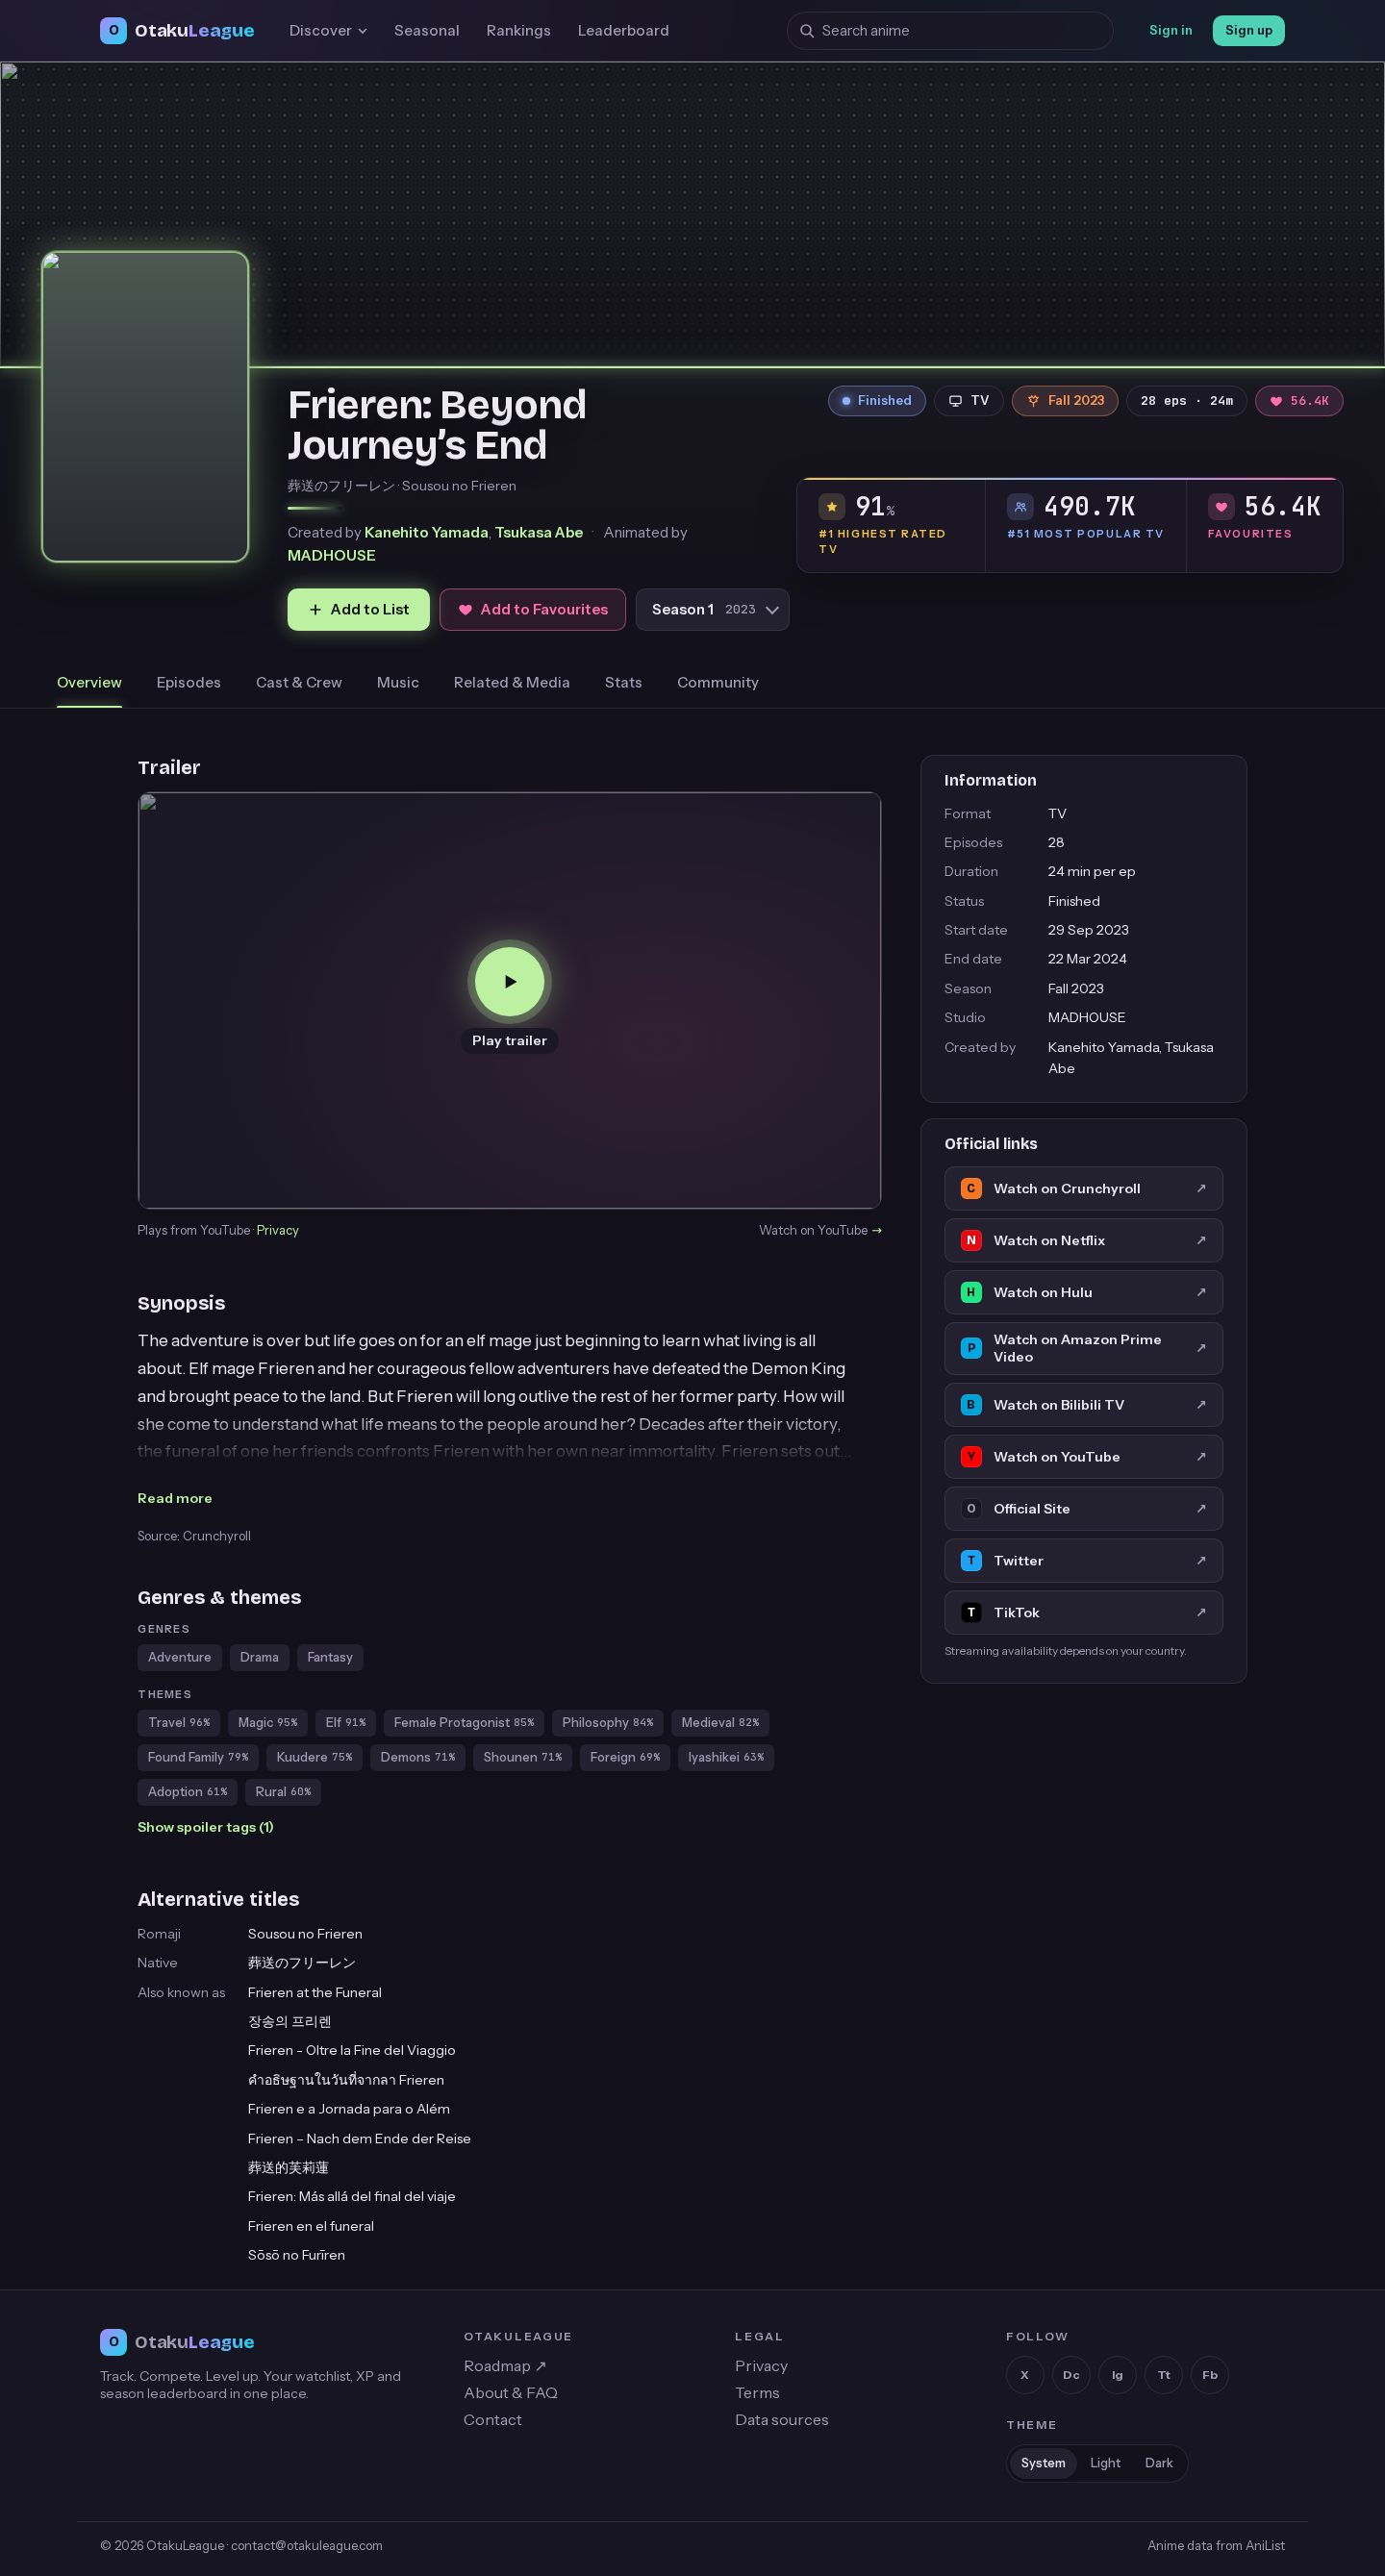 O OtakuLeague Discover Seasonal Rankings Leaderboard Search anime Sign in Sign up
Frieren: Beyond
Journey's End
葬送のフリーレン · Sousou no Frieren
Created by Kanehito Yamada, Tsukasa Abe · Animated by
MADHOUSE
Add to List Add to Favourites Season 1 2023
Finished TV Fall 2023 28 eps · 24m 56.4K
91% 490.7K 56.4K
#1 HIGHEST RATED
TV
#51 MOST POPULAR TV
FAVOURITES
Overview Episodes Cast & Crew Music Related & Media Stats Community
Trailer
Play trailer
Plays from YouTube · Privacy Watch on YouTube →
Synopsis
The adventure is over but life goes on for an elf mage just beginning to learn what living is all
about. Elf mage Frieren and her courageous fellow adventurers have defeated the Demon King
and brought peace to the land. But Frieren will long outlive the rest of her former party. How will
she come to understand what life means to the people around her? Decades after their victory,
the funeral of one her friends confronts Frieren with her own near immortality. Frieren sets out...
Read more
Source: Crunchyroll
Genres & themes
GENRES
Adventure Drama Fantasy
THEMES
Travel 96% Magic 95% Elf 91% Female Protagonist 85% Philosophy 84% Medieval 82%
Found Family 79% Kuudere 75% Demons 71% Shounen 71% Foreign 69% Iyashikei 63%
Adoption 61% Rural 60%
Show spoiler tags (1)
Alternative titles
Romaji Sousou no Frieren
Native 葬送のフリーレン
Also known as Frieren at the Funeral
장송의 프리렌
Frieren - Oltre la Fine del Viaggio
คำอธิษฐานในวันที่จากลา Frieren
Frieren e a Jornada para o Além
Frieren – Nach dem Ende der Reise
葬送的芙莉蓮
Frieren: Más allá del final del viaje
Frieren en el funeral
Sōsō no Furīren
Information
Format TV
Episodes 28
Duration 24 min per ep
Status Finished
Start date 29 Sep 2023
End date 22 Mar 2024
Season Fall 2023
Studio MADHOUSE
Created by Kanehito Yamada, Tsukasa
Abe
Official links
C Watch on Crunchyroll ↗
N Watch on Netflix ↗
H Watch on Hulu ↗
P Watch on Amazon Prime
Video ↗
B Watch on Bilibili TV ↗
Y Watch on YouTube ↗
O Official Site ↗
T Twitter ↗
T TikTok ↗
Streaming availability depends on your country.
O OtakuLeague
Track. Compete. Level up. Your watchlist, XP and
season leaderboard in one place.
OTAKULEAGUE
Roadmap ↗
About & FAQ
Contact
LEGAL
Privacy
Terms
Data sources
FOLLOW
X Dc Ig Tt Fb
THEME
System Light Dark
© 2026 OtakuLeague · contact@otakuleague.com Anime data from AniList